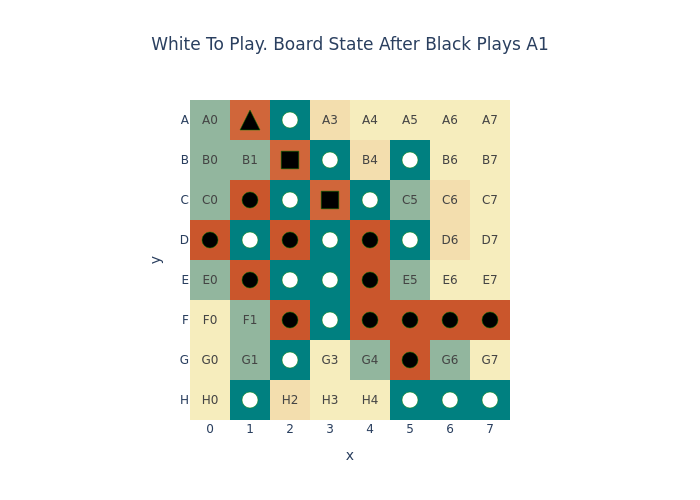 White To Play. Board State After Black Plays A1
A A0 A3 A4 A5 A6 A7
B B0 B1 B4 B6 B7
C C0 C5 C6 C7
D D6 D7
E E0 E5 E6 E7
F F0 F1
G G0 G1 G3 G4 G6 G7
H H0 H2 H3 H4
0 1 2 3 4 5 6 7
x
y